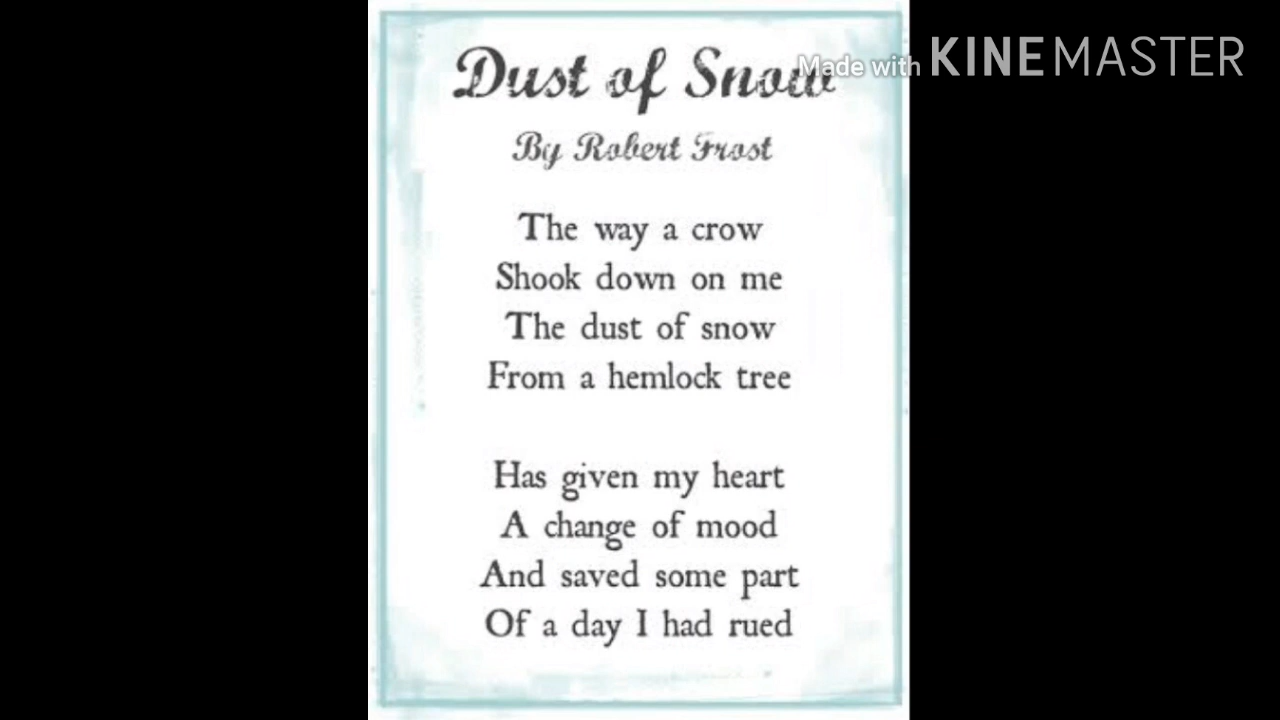 Dust of Snow
Made with KINEMASTER
By Robert Frost
The way a crow
Shook down on me
The dust of snow
From a hemlock tree
Has given my heart
A change of mood
And saved some part
Of a day I had rued